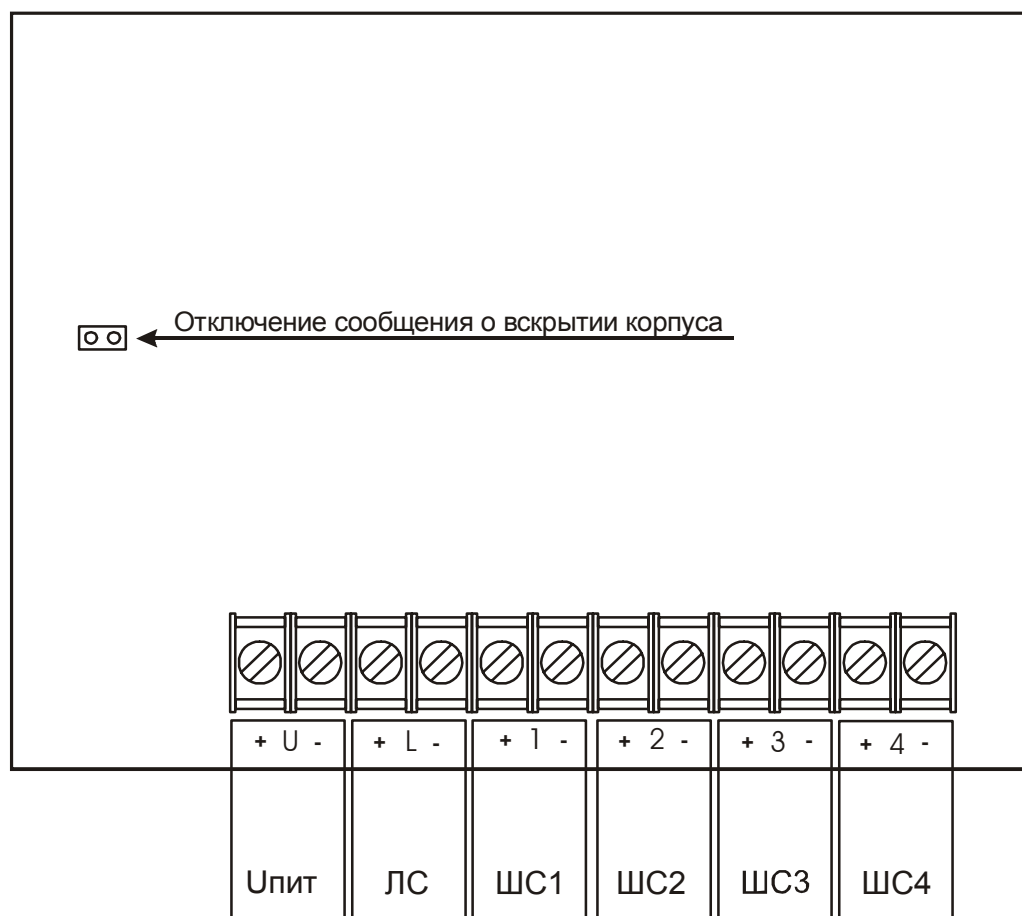 Отключение сообщения о вскрытии корпуса
+ U - + L - + 1 - + 2 - + 3 - + 4 -
Uпит ЛС ШС1 ШС2 ШС3 ШС4